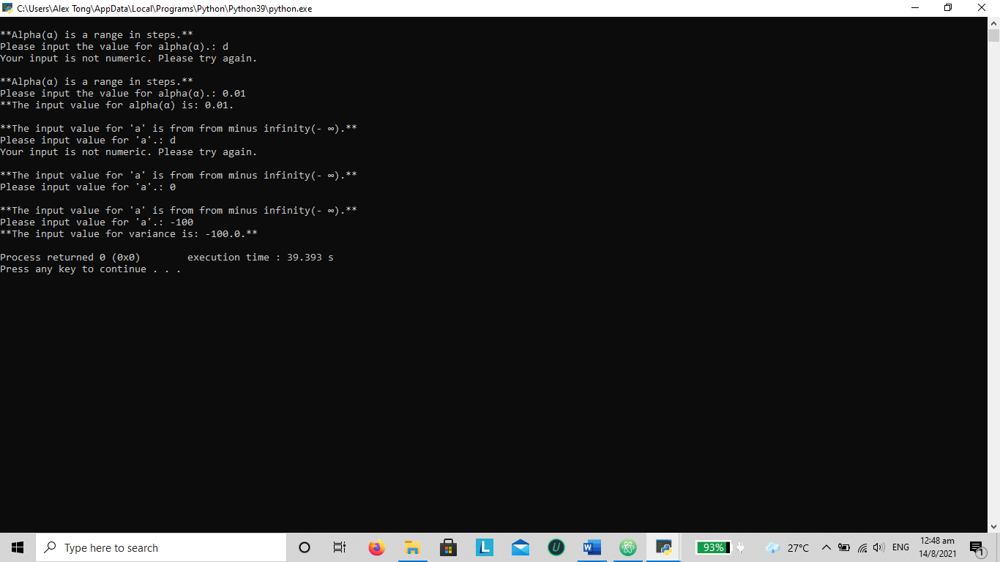 C:\Users\Alex Tong\AppData\Local\Programs\Python\Python39\python.exe
**Alpha(α) is a range in steps.**
Please input the value for alpha(α).: d
Your input is not numeric. Please try again.
**Alpha(α) is a range in steps.**
Please input the value for alpha(α).: 0.01
**The input value for alpha(α) is: 0.01.
**The input value for 'a' is from from minus infinity(- ∞).**
Please input value for 'a'.: d
Your input is not numeric. Please try again.
**The input value for 'a' is from from minus infinity(- ∞).**
Please input value for 'a'.: 0
**The input value for 'a' is from from minus infinity(- ∞).**
Please input value for 'a'.: -100
**The input value for variance is: -100.0.**
Process returned 0 (0x0)        execution time : 39.393 s
Press any key to continue . . .
Type here to search
L
U
W
93%
27°C
ENG
12:48 am
14/8/2021
1